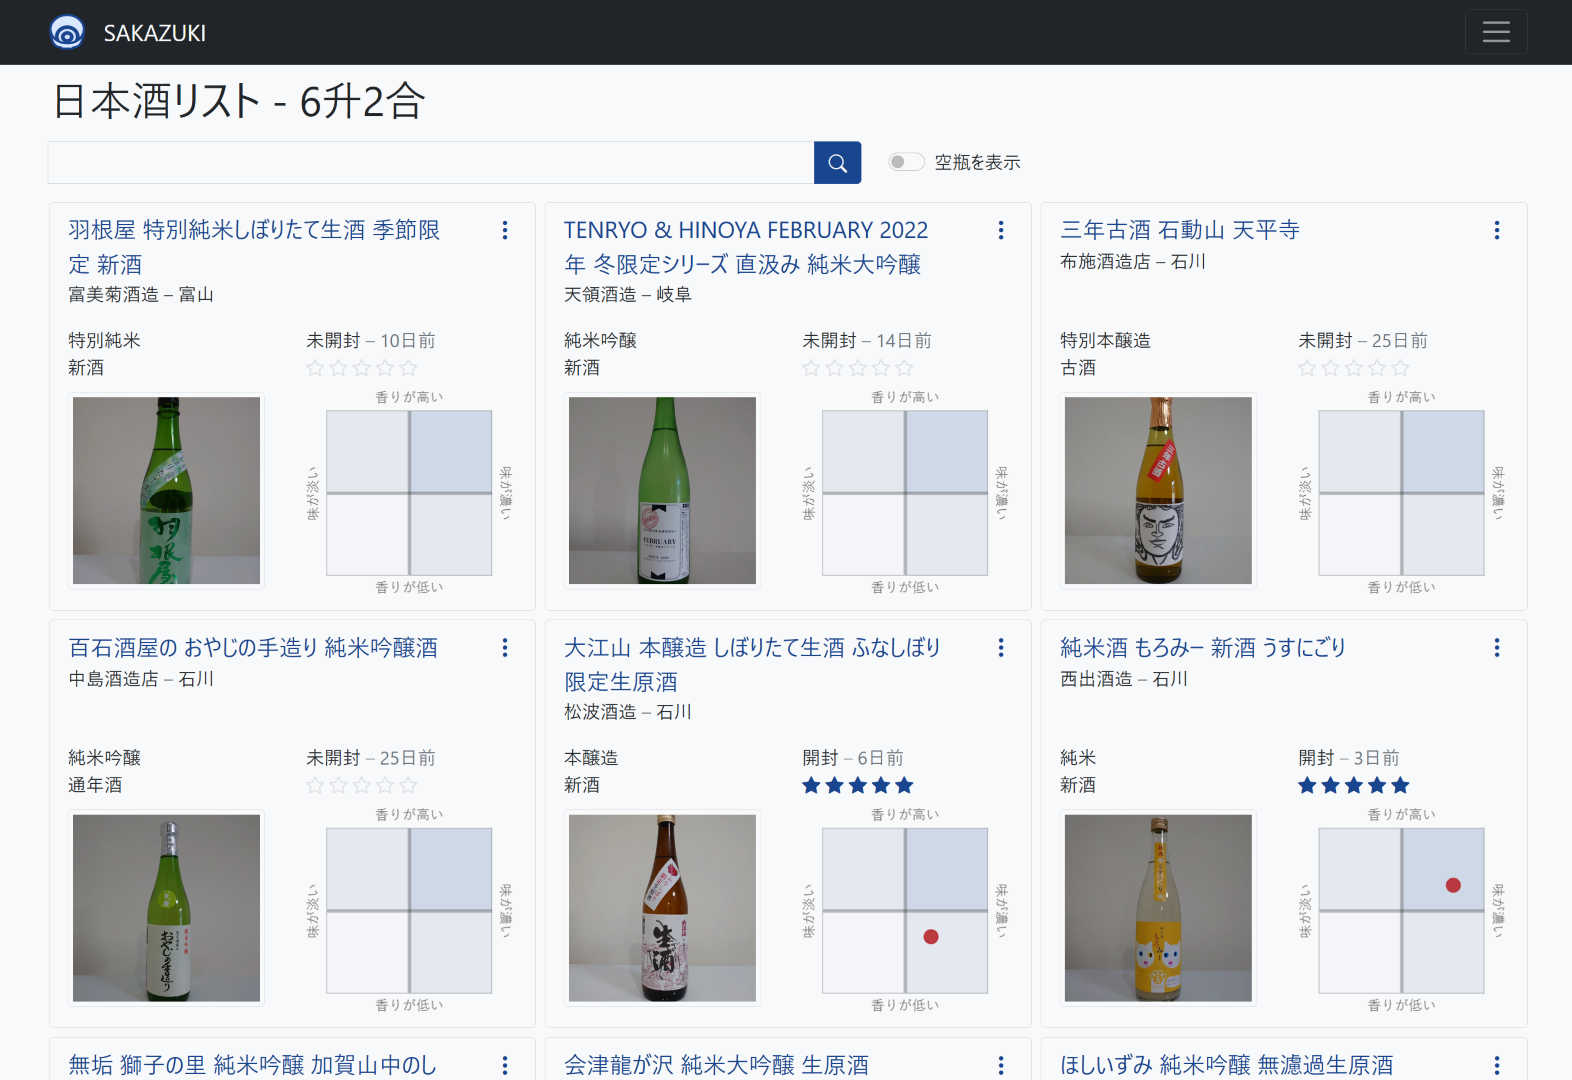 SAKAZUKI
日本酒リスト - 6升2合
空瓶を表示
羽根屋 特別純米しぼりたて生酒 季節限
定 新酒
富美菊酒造 – 富山
特別純米
未開封 – 10日前
新酒
香りが高い
味が淡い
味が濃い
香りが低い
羽根屋
TENRYO & HINOYA FEBRUARY 2022
年 冬限定シリーズ 直汲み 純米大吟醸
天領酒造 – 岐阜
純米吟醸
未開封 – 14日前
新酒
香りが高い
味が淡い
味が濃い
香りが低い
FEBRUARY
三年古酒 石動山 天平寺
布施酒造店 – 石川
特別本醸造
未開封 – 25日前
古酒
香りが高い
味が淡い
味が濃い
香りが低い
三年古酒
百石酒屋の おやじの手造り 純米吟醸酒
中島酒造店 – 石川
純米吟醸
未開封 – 25日前
通年酒
香りが高い
味が淡い
味が濃い
香りが低い
おやじの手造り
大江山 本醸造 しぼりたて生酒 ふなしぼり
限定生原酒
松波酒造 – 石川
本醸造
開封 – 6日前
新酒
香りが高い
味が淡い
味が濃い
香りが低い
生酒
純米酒 もろみー 新酒 うすにごり
西出酒造 – 石川
純米
開封 – 3日前
新酒
香りが高い
味が淡い
味が濃い
香りが低い
無垢 獅子の里 純米吟醸 加賀山中のし
会津龍が沢 純米大吟醸 生原酒
ほしいずみ 純米吟醸 無濾過生原酒